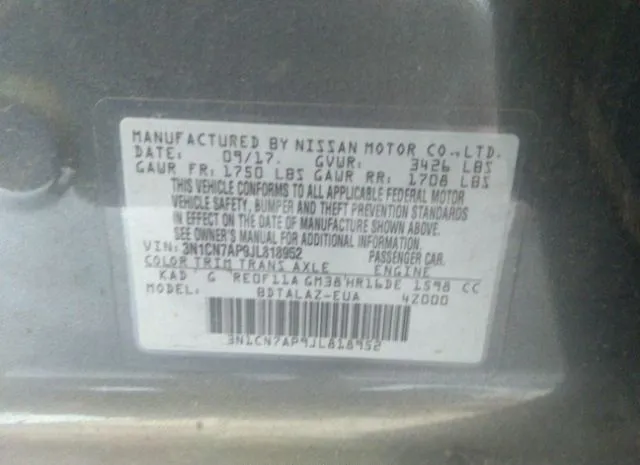 MANUFACTURED BY NISSAN MOTOR CO.,LTD.
DATE: 09/17. GVWR: 3426 LBS
GAWR FR: 1750 LBS GAWR RR: 1708 LBS
THIS VEHICLE CONFORMS TO ALL APPLICABLE FEDERAL MOTOR
VEHICLE SAFETY, BUMPER AND THEFT PREVENTION STANDARDS
IN EFFECT ON THE DATE OF MANUFACTURE SHOWN ABOVE.
SEE OWNER'S MANUAL FOR ADDITIONAL INFORMATION.
VIN: 3N1CN7AP9JL818952 PASSENGER CAR.
COLOR TRIM TRANS AXLE ENGINE
KAD G RE0F11A GM38 HR16DE 1598 CC
MODEL: BDTALAZ-EUA 42000
3N1CN7AP9JL818952